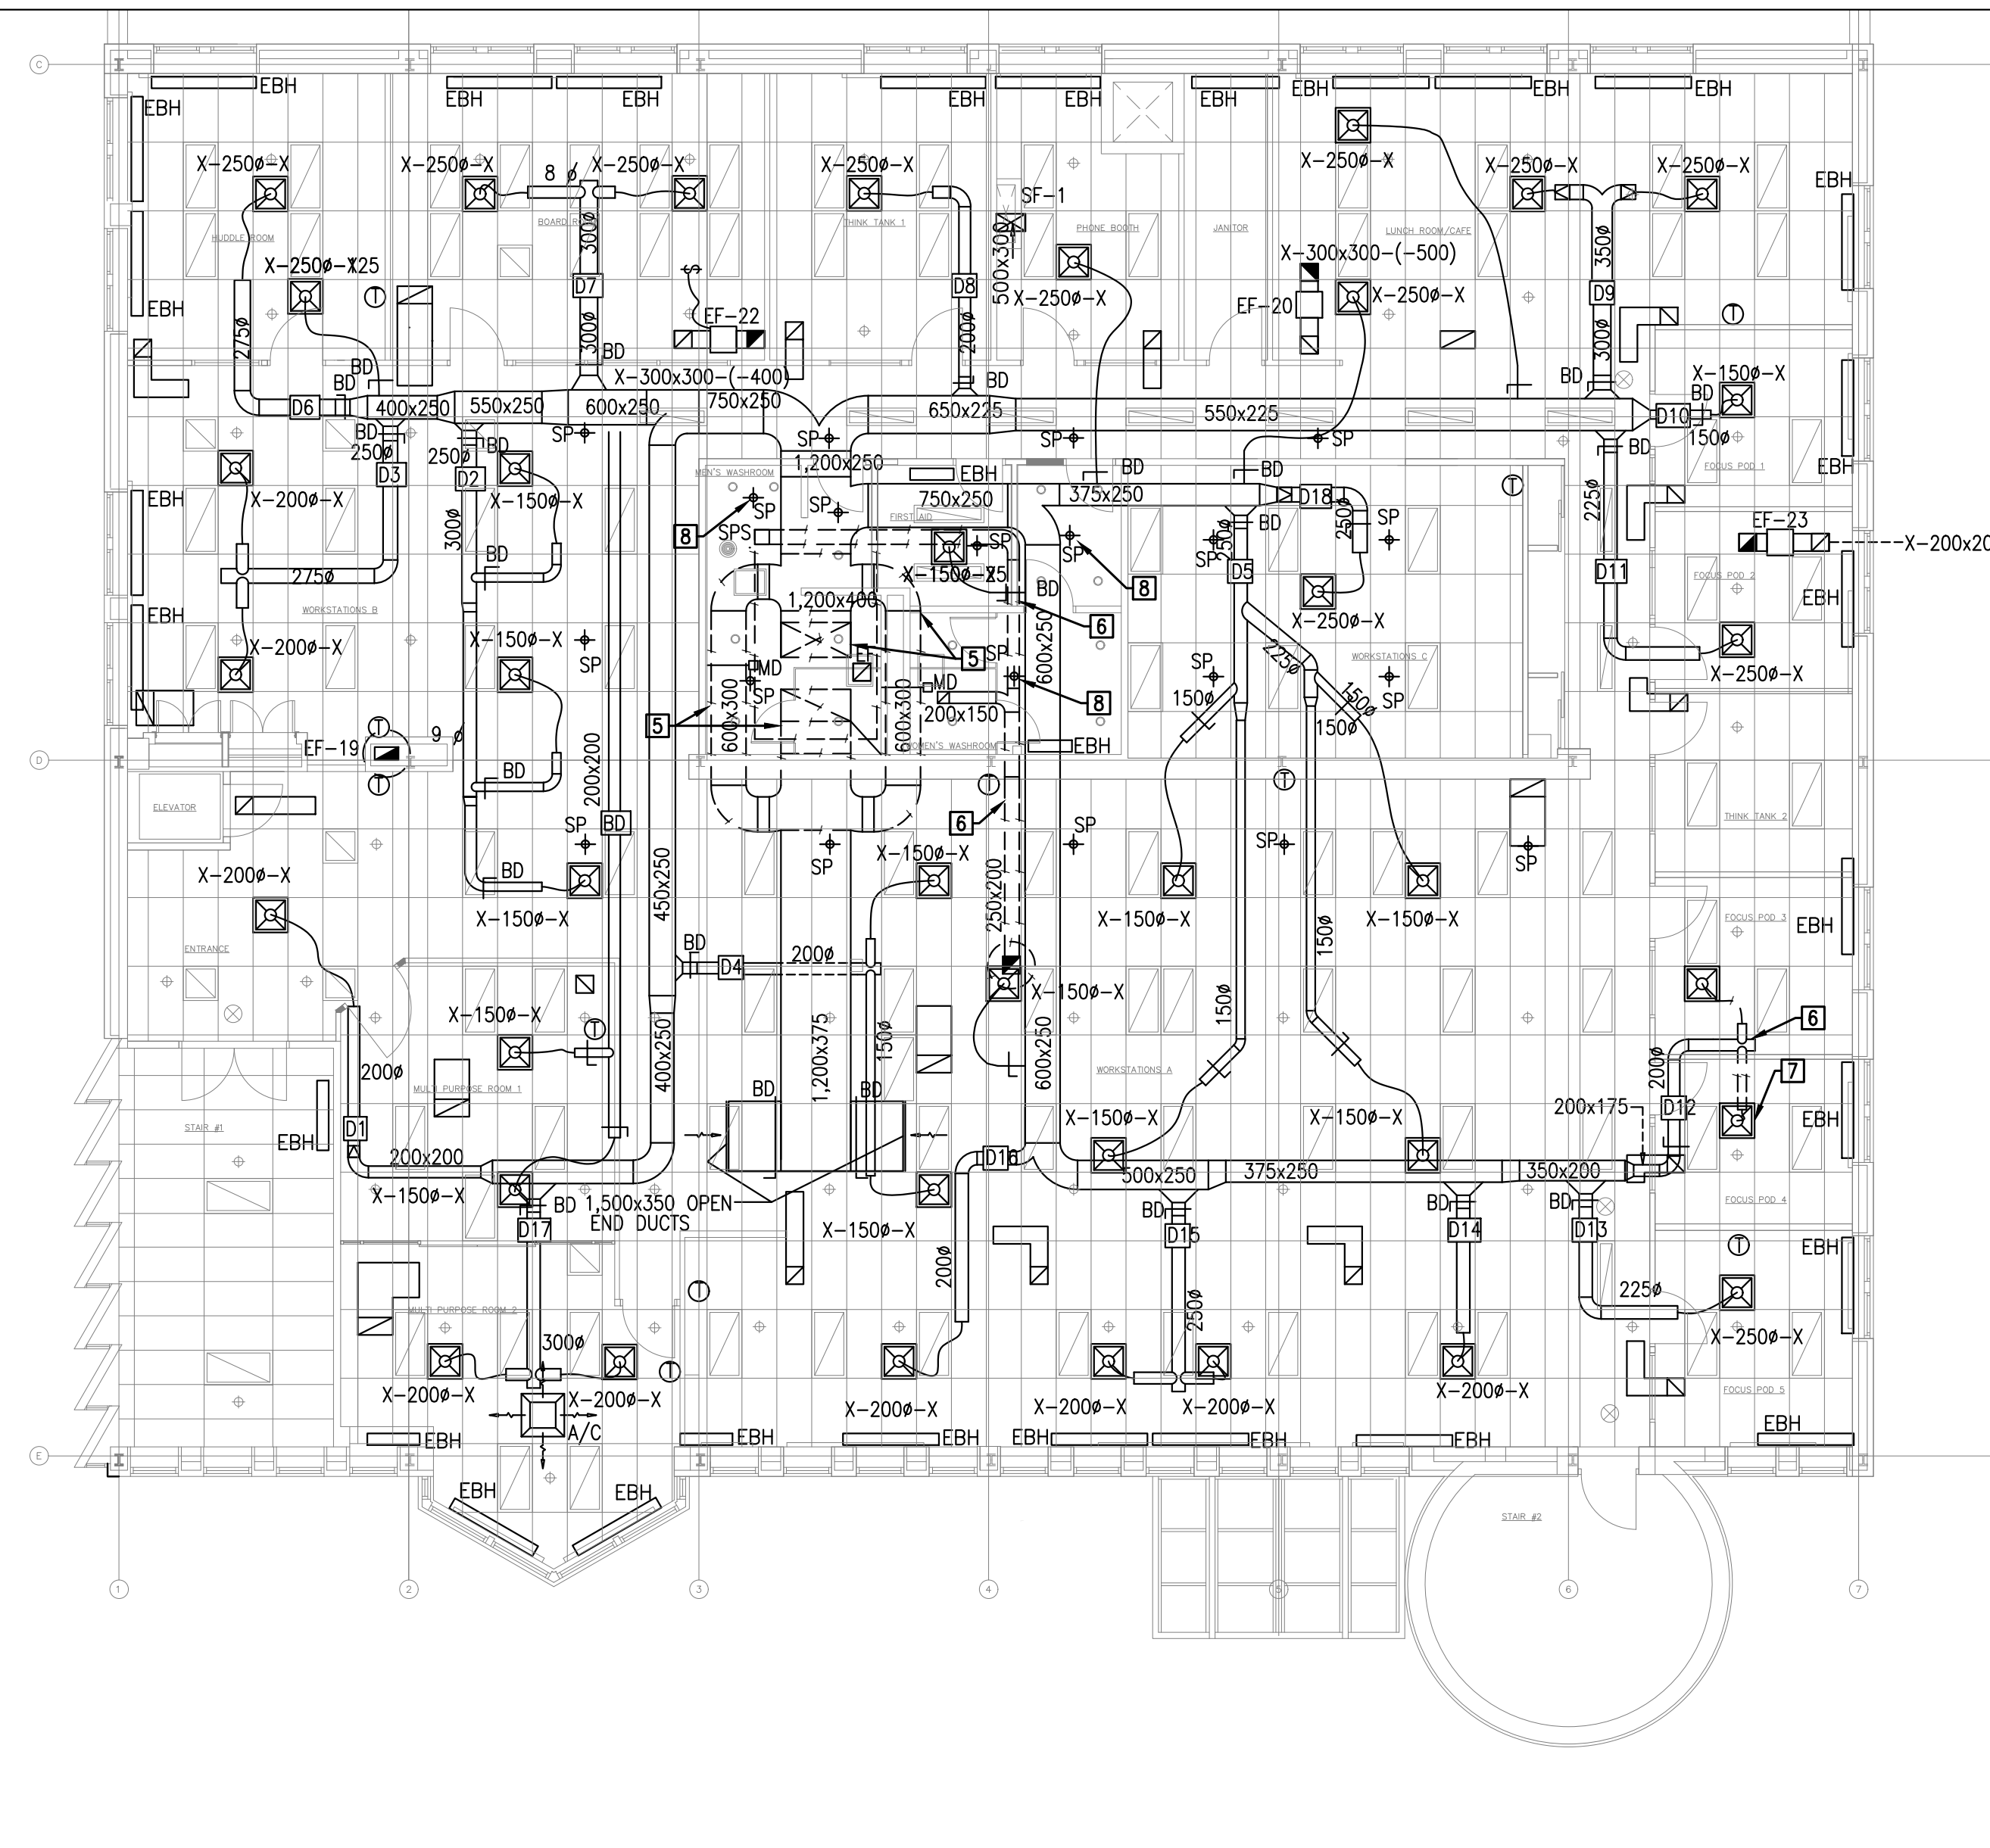 C
EBH
EBH
EBH
EBH
EBH
EBH
EBH
EBH
EBH
X-250ø-X
X-250ø-X
8 ø
X-250ø-X
X-250ø-X
X-250ø-X
X-250ø-X
X-250ø-X
EBH
SF-1
HUDDLE ROOM
BOARD
THINK TANK 1
PHONE BOOTH
JANITOR
LUNCH ROOM/CAFE
300ø
500x300
350ø
X-300x300-(-500)
X-250ø-X
T
D7
D8
X-250ø-X
EF-20
X-250ø-X
D9
EBH
275ø
EF-22
300ø
200ø
300ø
T
BD
BD
BD
X-300x300-(-400)
BD
BD
X-150ø-X
BD
D6
400x250
550x250
600x250
750x250
650x225
550x225
D10
150ø
BD
250ø
D3
250ø
BD
D2
SP
SP
SP
SP
BD
EBH
1,200x250
MEN'S WASHROOM
EBH
BD
BD
FOCUS POD 1
EBH
X-200ø-X
X-150ø-X
SP
SP
750x250
375x250
D18
T
225ø
300ø
8
SPS
FIRST AID
SP
SP
250ø
BD
250ø
SP
SP
EF-23
X-200x20
BD
275ø
BD
D5
D11
FOCUS POD 2
EBH
8
WORKSTATIONS B
1,200x400
6
600x250
X-250ø-X
EBH
X-200ø-X
X-150ø-X
SP
EF
5
SP
225ø
WORKSTATIONS C
X-250ø-X
MD
SP
MD
8
SP
150ø
150ø
150ø
SP
5
600x300
600x300
200x150
WOMEN'S WASHROOM
EBH
T
EF-19
9 ø
T
200x200
T
T
D
ELEVATOR
BD
BD
SP
SP
6
SP
SP
SP
THINK TANK 2
X-200ø-X
BD
X-150ø-X
X-150ø-X
450x250
250x200
X-150ø-X
X-150ø-X
FOCUS POD 3
EBH
ENTRANCE
BD
D4
200ø
150ø
X-150ø-X
X-150ø-X
T
6
200ø
400x250
1,200x375
150ø
600x250
150ø
WORKSTATIONS A
200ø
7
MULTI PURPOSE ROOM 1
BD
BD
STAIR #1
D1
EBH
X-150ø-X
X-150ø-X
200x175
D12
EBH
200x200
D16
500x250
375x250
350x200
X-150ø-X
1,500x350 OPEN
END DUCTS
BD
D17
X-150ø-X
BD
D15
BD
D14
BD
D13
FOCUS POD 4
T
EBH
200ø
T
MULTI PURPOSE ROOM 2
250ø
225ø
300ø
T
X-250ø-X
X-200ø-X
X-200ø-X
X-200ø-X
X-200ø-X
X-200ø-X
X-200ø-X
FOCUS POD 5
A/C
EBH
EBH
EBH
EBH
EBH
EBH
EBH
E
EBH
EBH
STAIR #2
1
2
3
4
5
6
7